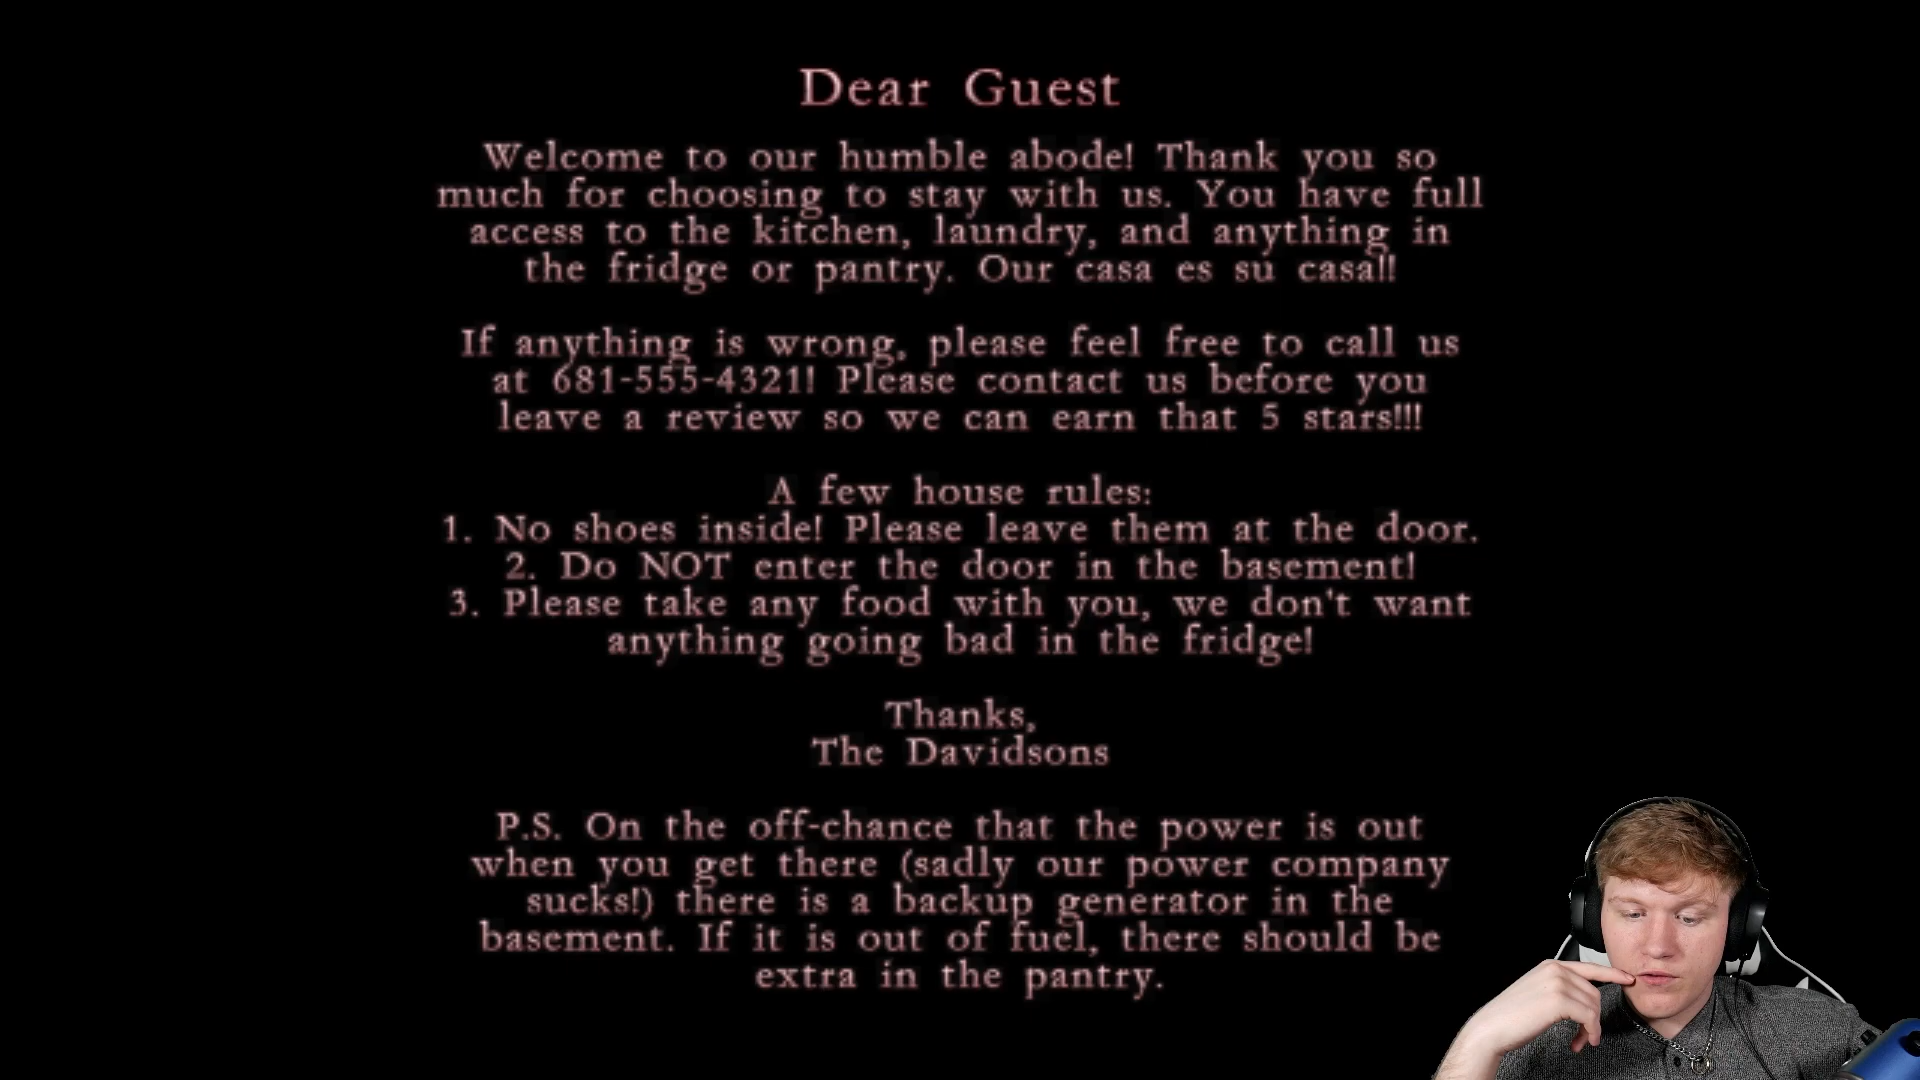 Dear Guest
Welcome to our humble abode! Thank you so
much for choosing to stay with us. You have full
access to the kitchen, laundry, and anything in
the fridge or pantry. Our casa es su casa!!
If anything is wrong, please feel free to call us
at 681-555-4321! Please contact us before you
leave a review so we can earn that 5 stars!!!
A few house rules:
1. No shoes inside! Please leave them at the door.
2. Do NOT enter the door in the basement!
3. Please take any food with you, we don't want
anything going bad in the fridge!
Thanks,
The Davidsons
P.S. On the off-chance that the power is out
when you get there (sadly our power company
sucks!) there is a backup generator in the
basement. If it is out of fuel, there should be
extra in the pantry.